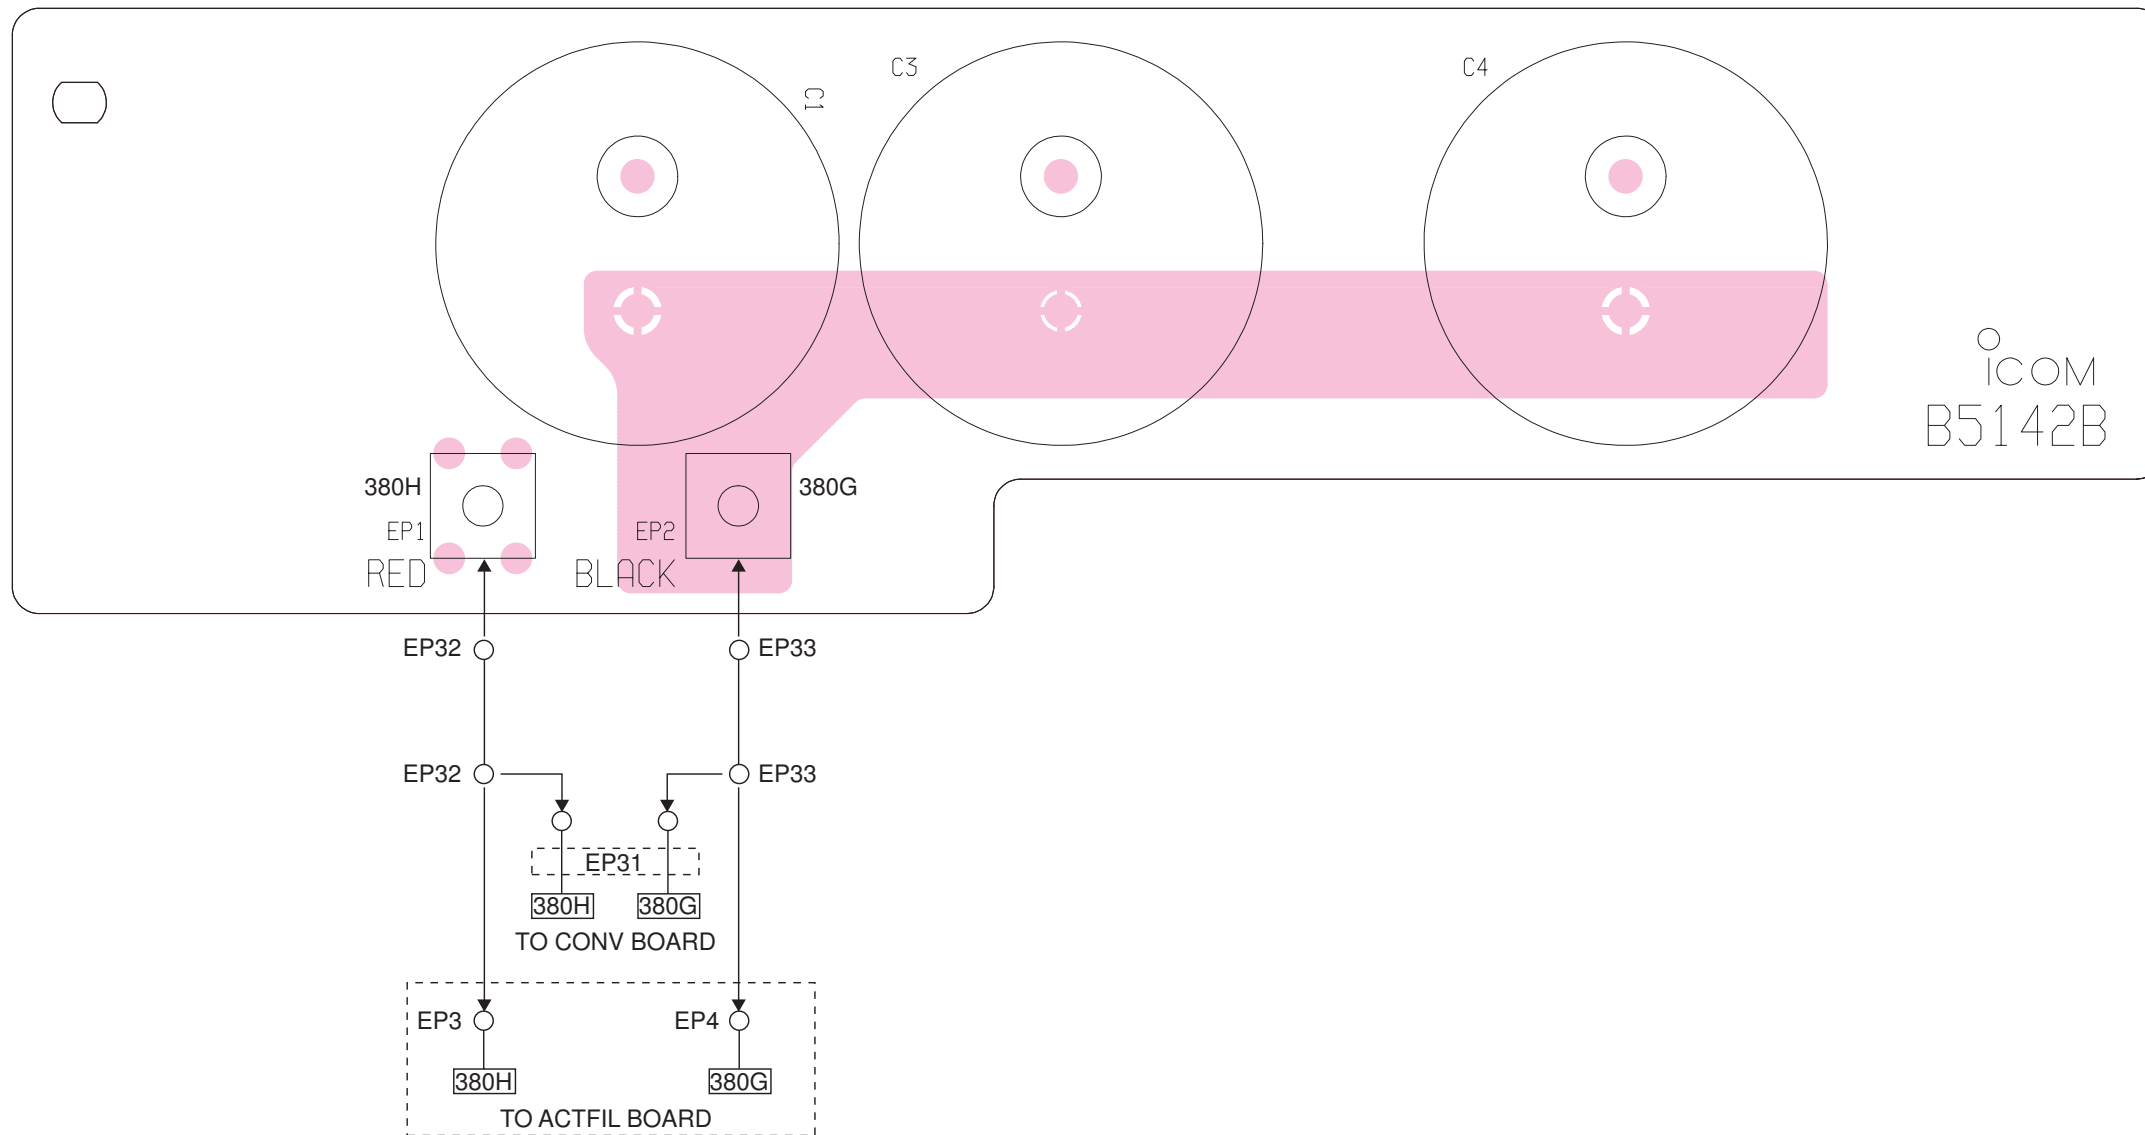 C1
C3
C4
iCOM
B5142B
380H
EP1
RED
380G
EP2
BLACK
EP32
EP33
EP32
EP33
EP31
380H
380G
TO CONV BOARD
EP3
EP4
380H
380G
TO ACTFIL BOARD